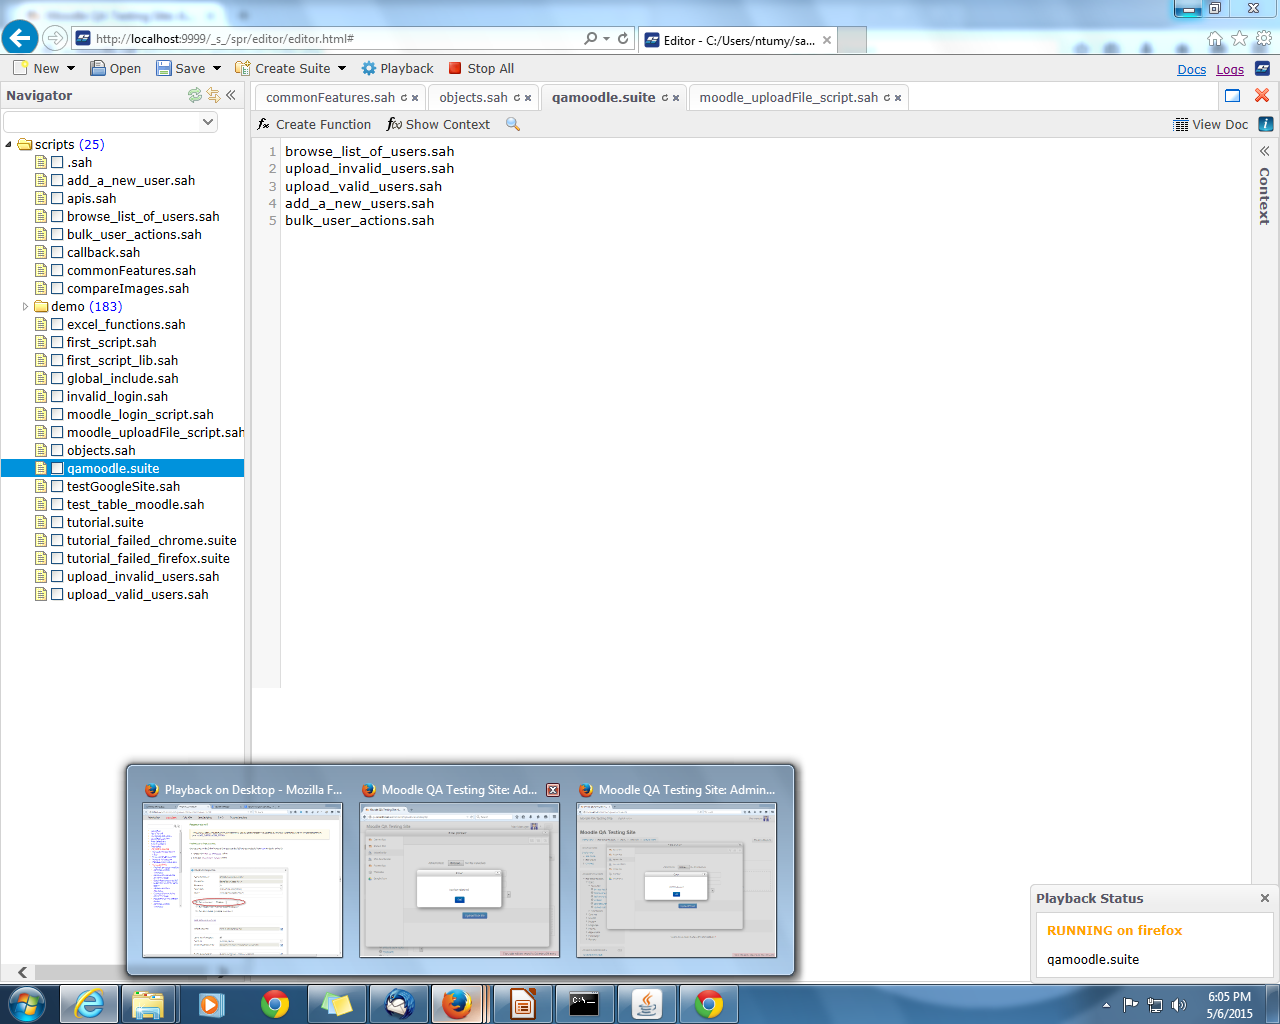 http://localhost:9999/_s_/spr/editor/editor.html#
Editor - C:/Users/ntumy/sa...
New
Open
Save
Create Suite
Playback
Stop All
Docs
Logs
Navigator
commonFeatures.sah
objects.sah
qamoodle.suite
moodle_uploadFile_script.sah
Create Function
Show Context
View Doc
scripts (25)
.sah
add_a_new_user.sah
apis.sah
browse_list_of_users.sah
bulk_user_actions.sah
callback.sah
commonFeatures.sah
compareImages.sah
demo (183)
excel_functions.sah
first_script.sah
first_script_lib.sah
global_include.sah
invalid_login.sah
moodle_login_script.sah
moodle_uploadFile_script.sah
objects.sah
qamoodle.suite
testGoogleSite.sah
test_table_moodle.sah
tutorial.suite
tutorial_failed_chrome.suite
tutorial_failed_firefox.suite
upload_invalid_users.sah
upload_valid_users.sah
1 browse_list_of_users.sah
2 upload_invalid_users.sah
3 upload_valid_users.sah
4 add_a_new_users.sah
5 bulk_user_actions.sah
Context
Playback on Desktop - Mozilla F...
Moodle QA Testing Site: Ad...
Moodle QA Testing Site: Admin...
Playback Status
RUNNING on firefox
qamoodle.suite
6:05 PM
5/6/2015